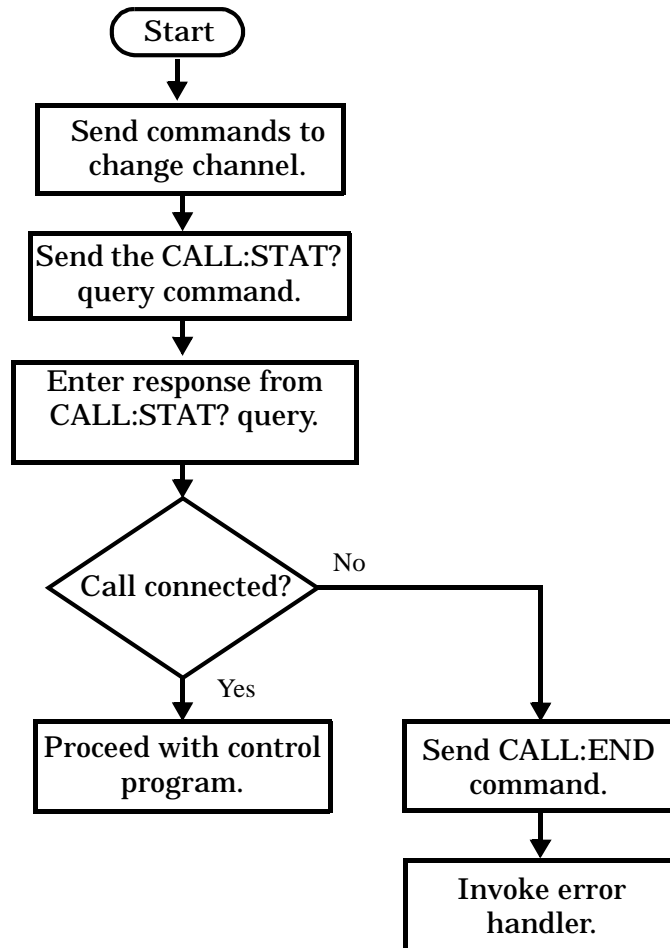 Start
Send commands to
change channel.
Send the CALL:STAT?
query command.
Enter response from
CALL:STAT? query.
Call connected?
No
Yes
Proceed with control
program.
Send CALL:END
command.
Invoke error
handler.